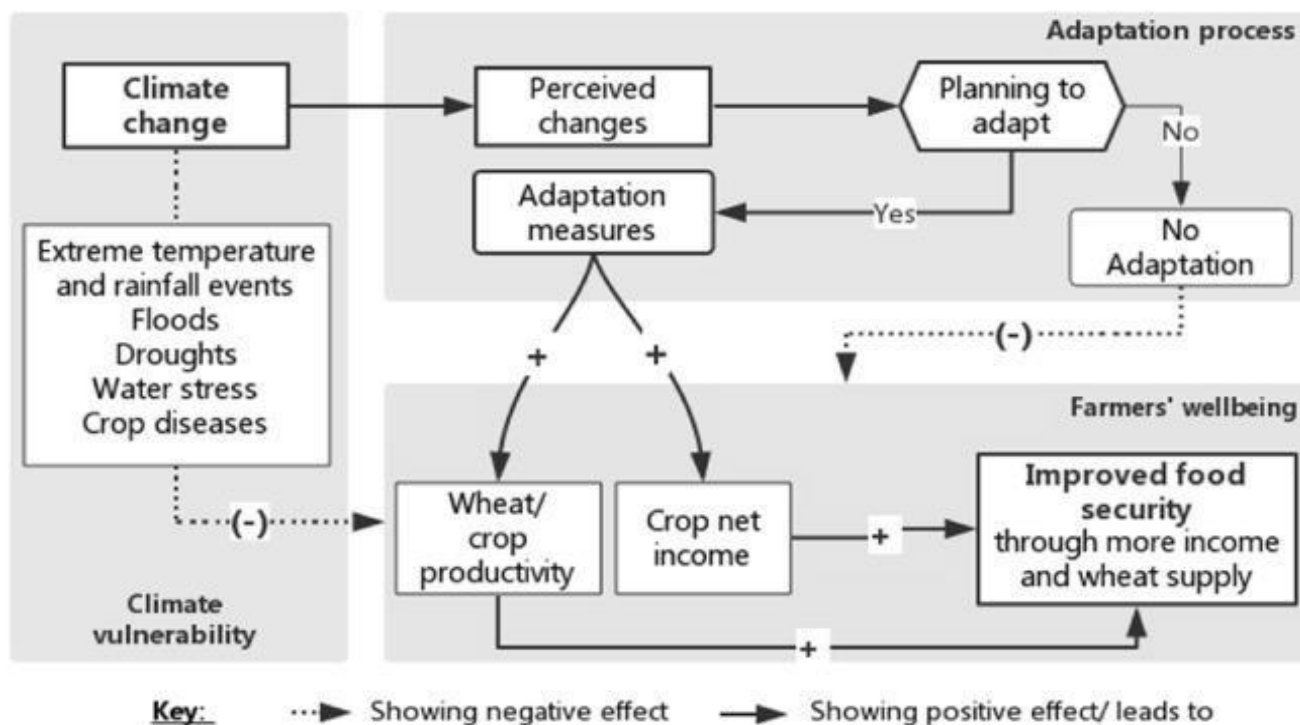 Adaptation process
Climate
change
Perceived
changes
Planning to
adapt
No
Adaptation
measures
Yes
No
Adaptation
Extreme temperature
and rainfall events
Floods
Droughts
Water stress
Crop diseases
+
+
(-)
Farmers' wellbeing
(-)
Wheat/
crop
productivity
Crop net
income
+
Improved food
security
through more income
and wheat supply
+
Climate
vulnerability
Key:
Showing negative effect
Showing positive effect/ leads to